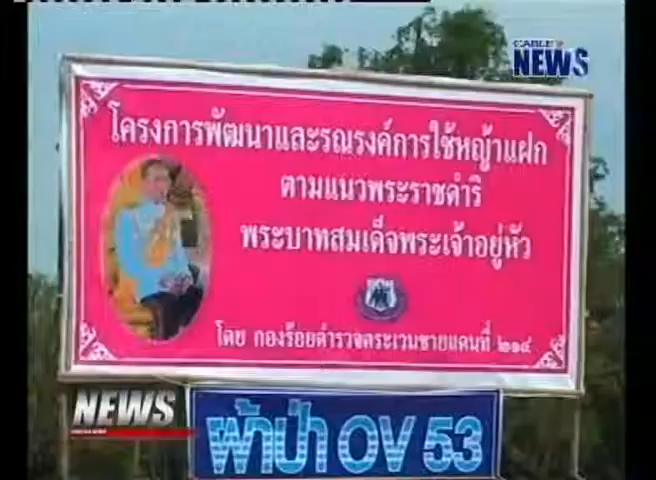 CABLE NEWS
โครงการพัฒนาและรณรงค์การใช้หญ้าแฝก
ตามแนวพระราชดำริ
พระบาทสมเด็จพระเจ้าอยู่หัว
โดย กองร้อยตำรวจตระเวนชายแดนที่ ๒๑๔
NEWS
ผ้าป่า OV 53